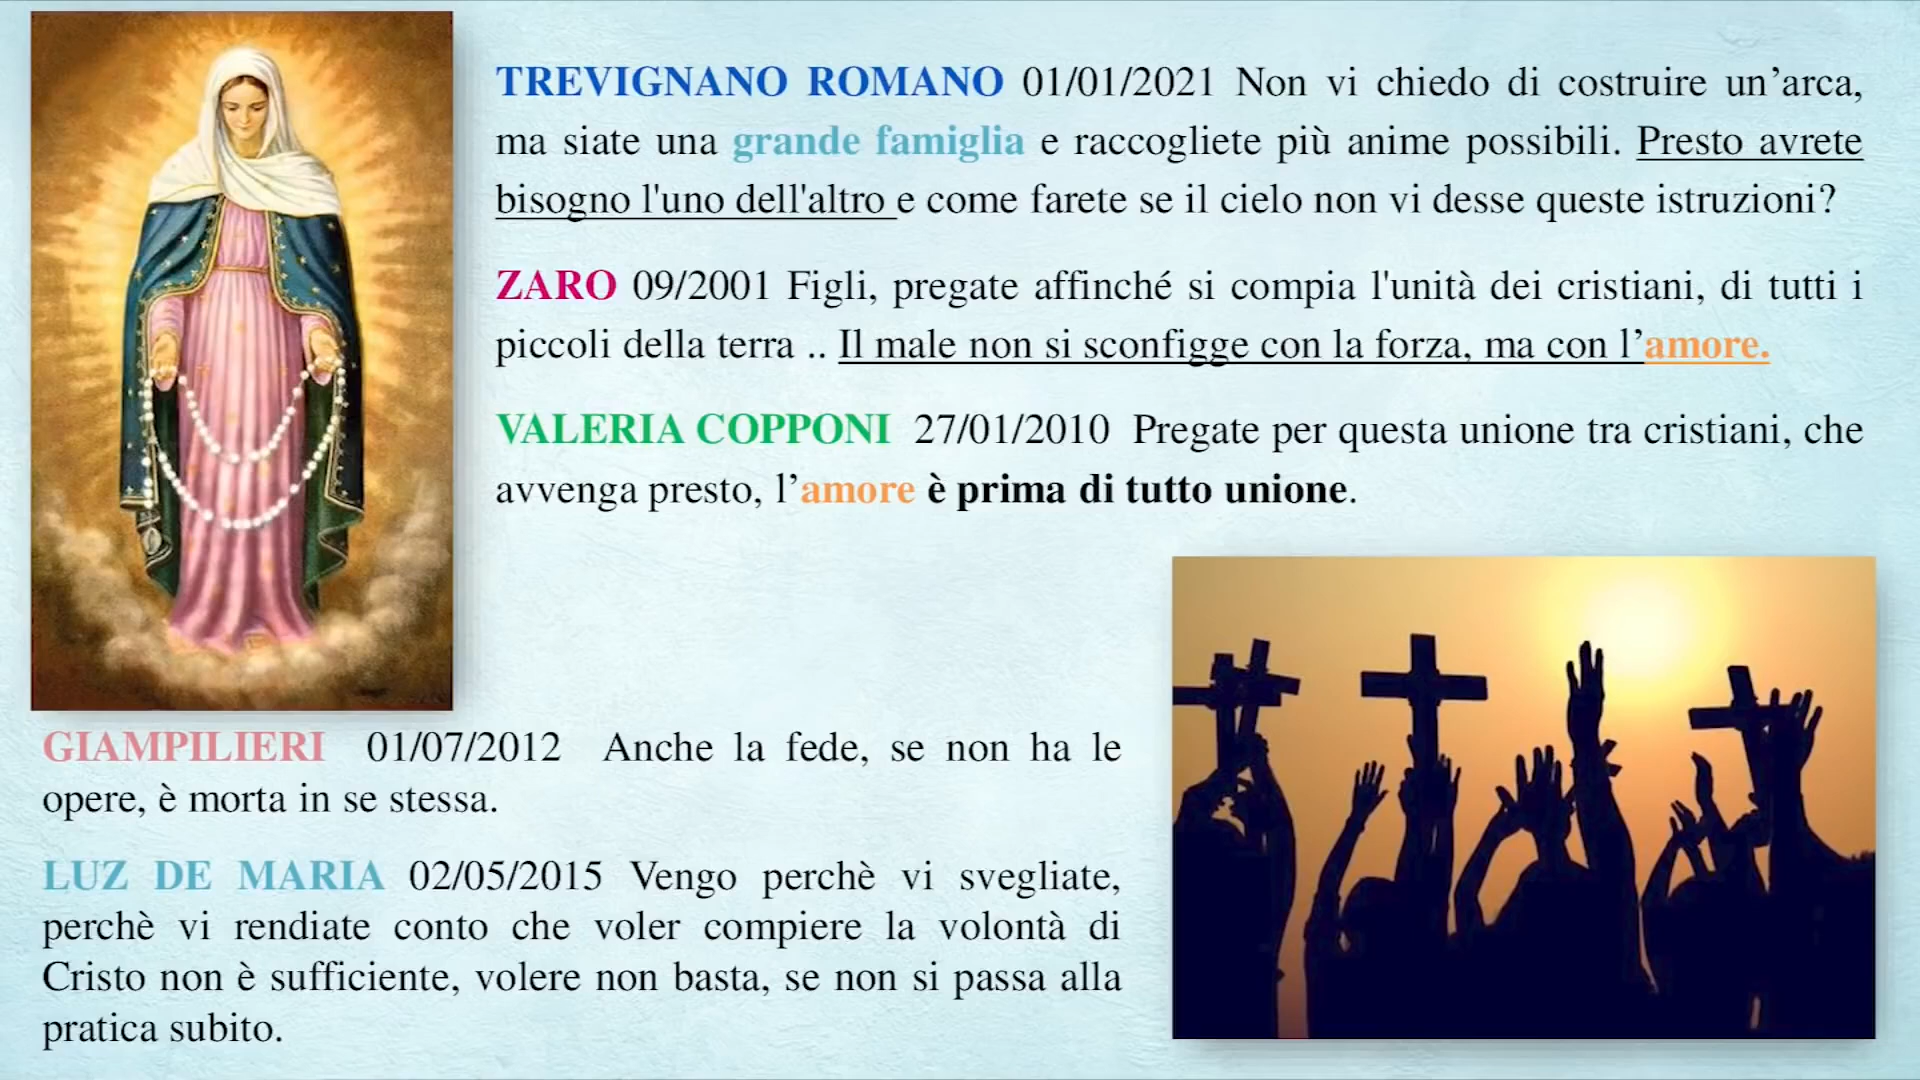 TREVIGNANO ROMANO 01/01/2021 Non vi chiedo di costruire un’arca,
ma siate una grande famiglia e raccogliete più anime possibili. Presto avrete
bisogno l'uno dell'altro e come farete se il cielo non vi desse queste istruzioni?
ZARO 09/2001 Figli, pregate affinché si compia l'unità dei cristiani, di tutti i
piccoli della terra .. Il male non si sconfigge con la forza, ma con l’amore.
VALERIA COPPONI 27/01/2010 Pregate per questa unione tra cristiani, che
avvenga presto, l’amore è prima di tutto unione.
GIAMPILIERI 01/07/2012 Anche la fede, se non ha le
opere, è morta in se stessa.
LUZ DE MARIA 02/05/2015 Vengo perchè vi svegliate,
perchè vi rendiate conto che voler compiere la volontà di
Cristo non è sufficiente, volere non basta, se non si passa alla
pratica subito.